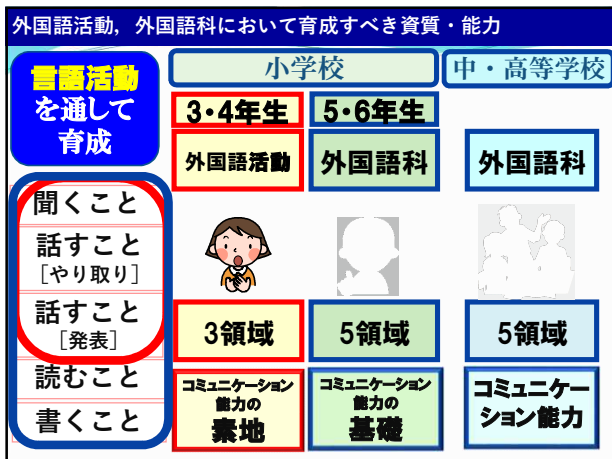 外国語活動，外国語科において育成すべき資質・能力
言語活動
を通して
育成
小学校
中・高等学校
3・4年生
5・6年生
外国語活動
外国語科
外国語科
聞くこと
話すこと
［やり取り］
話すこと
［発表］
読むこと
書くこと
3領域
5領域
5領域
コミュニケーション
能力の
素地
コミュニケーション
能力の
基礎
コミュニケー
ション能力